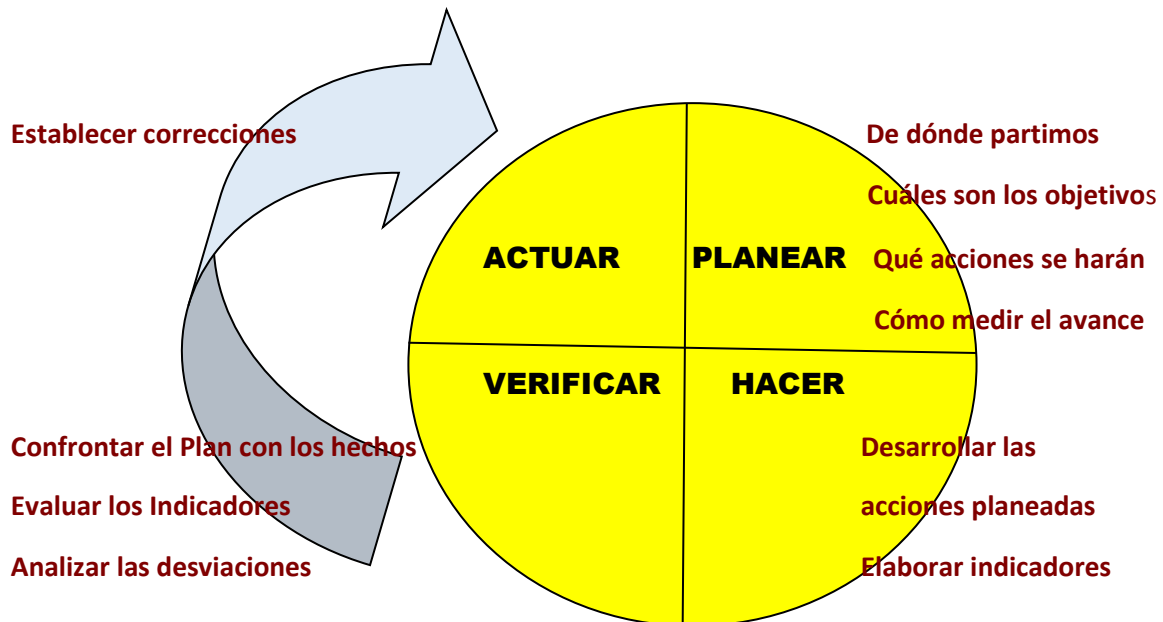 Establecer correcciones
De dónde partimos
Cuáles son los objetivos
ACTUAR
PLANEAR
Qué acciones se harán
Cómo medir el avance
VERIFICAR
HACER
Confrontar el Plan con los hechos
Evaluar los Indicadores
Analizar las desviaciones
Desarrollar las
acciones planeadas
Elaborar indicadores